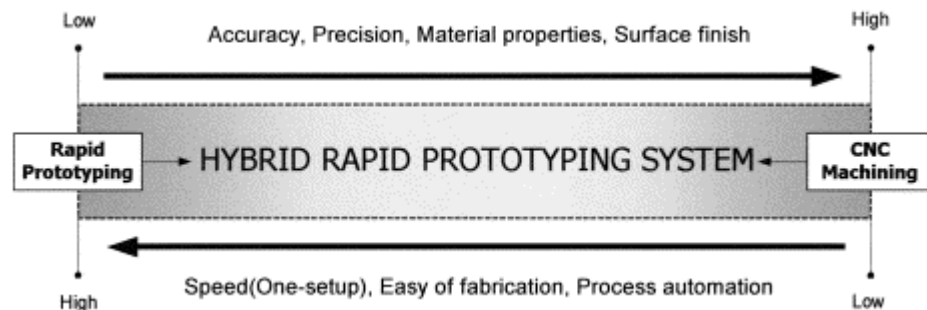 Low
High
Accuracy, Precision, Material properties, Surface finish
Rapid
Prototyping
HYBRID RAPID PROTOTYPING SYSTEM
CNC
Machining
Speed(One-setup), Easy of fabrication, Process automation
High
Low